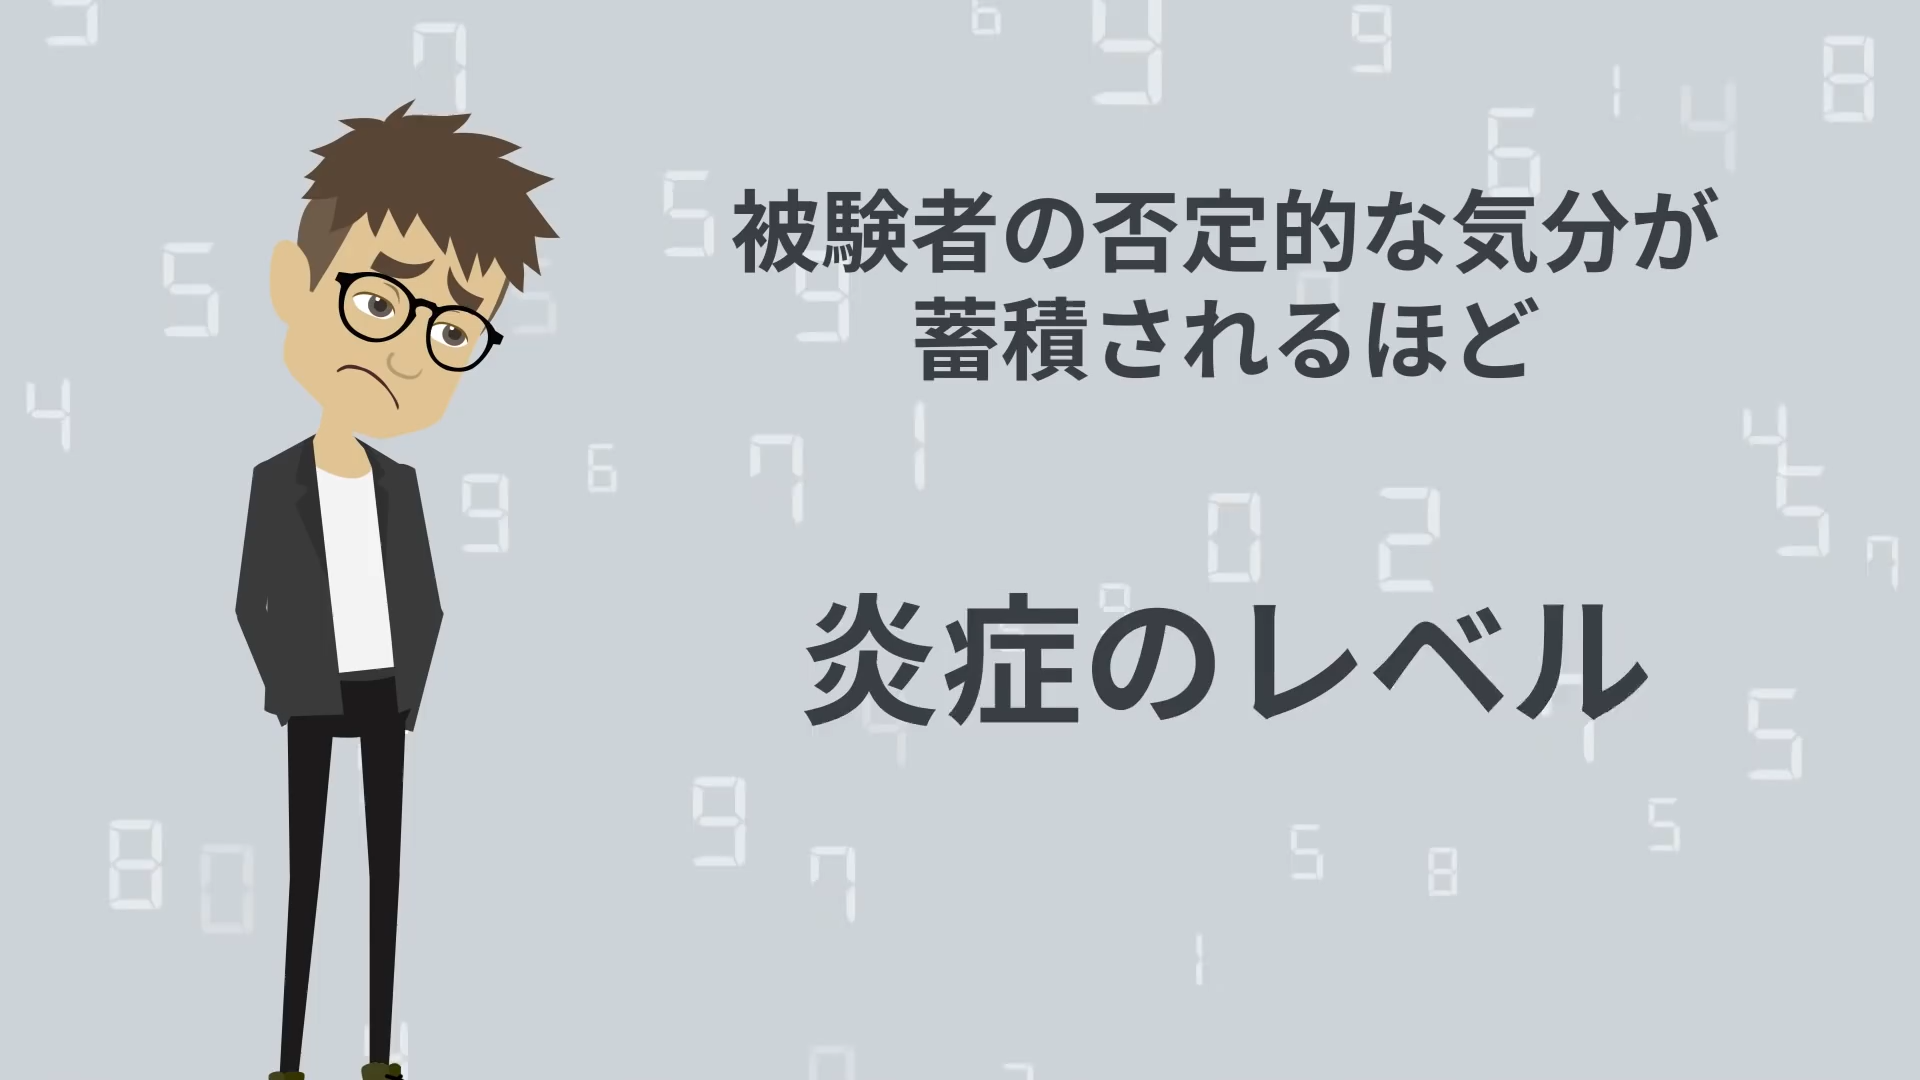 被験者の否定的な気分が
蓄積されるほど
炎症のレベル